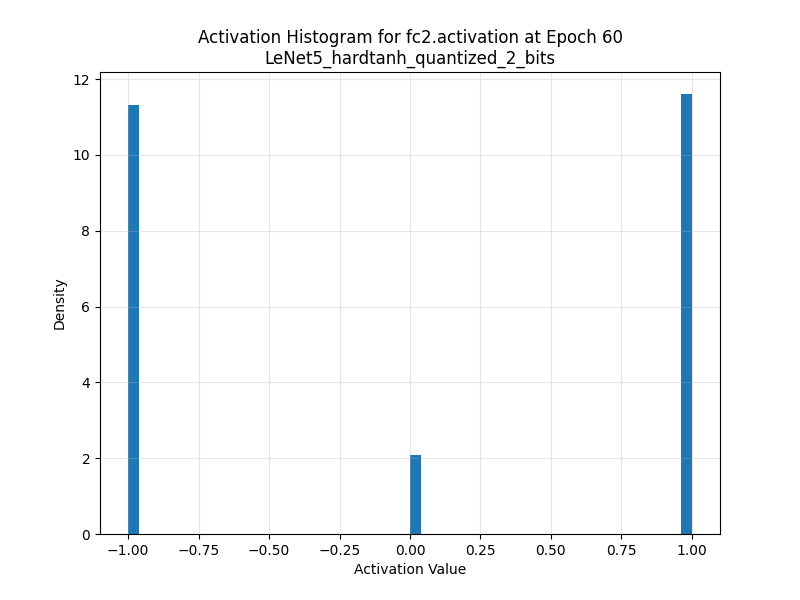 Activation Histogram for fc2.activation at Epoch 60
LeNet5_hardtanh_quantized_2_bits
12
10
8
6
4
2
0
Density
−1.00 −0.75 −0.50 −0.25 0.00 0.25 0.50 0.75 1.00
Activation Value